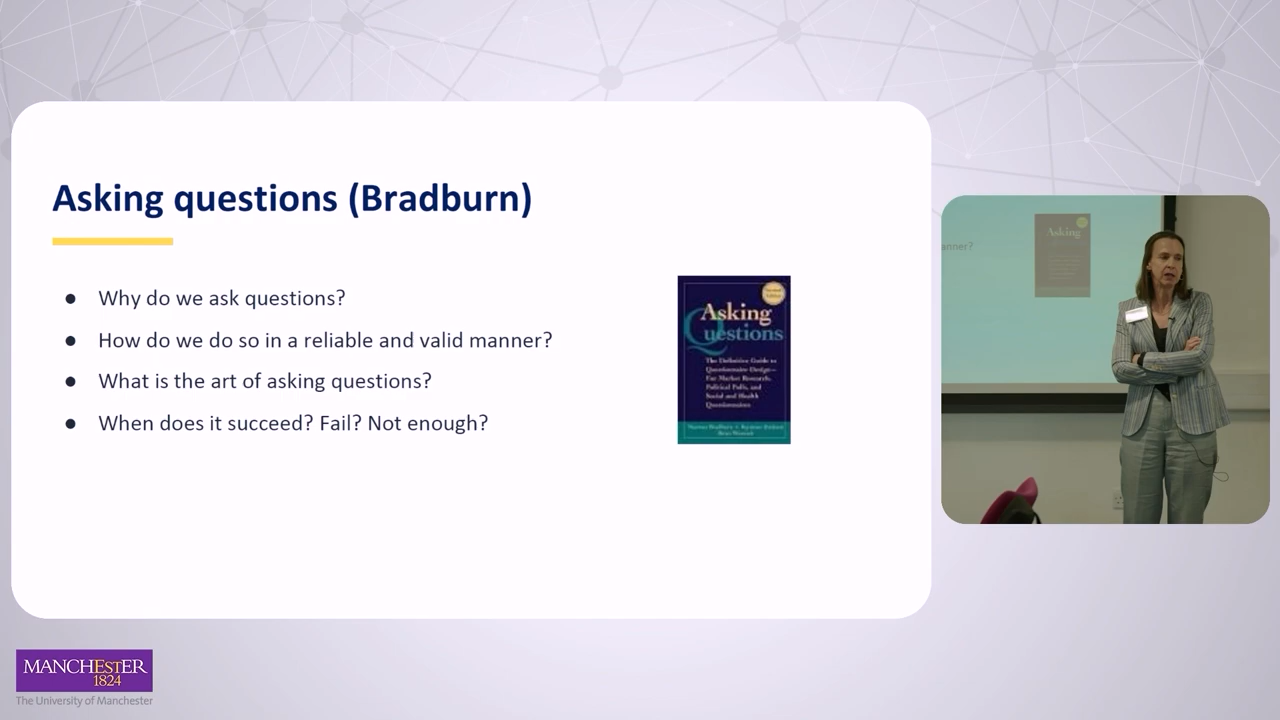 Asking questions (Bradburn)
● Why do we ask questions?
● How do we do so in a reliable and valid manner?
● What is the art of asking questions?
● When does it succeed? Fail? Not enough?
Asking
Questions
The Definitive Guide to
Questionnaire Design—
For Market Research,
Political Polls, and
Social and Health
Questionnaires
anner?
Asking
MANCHESTER
1824
The University of Manchester